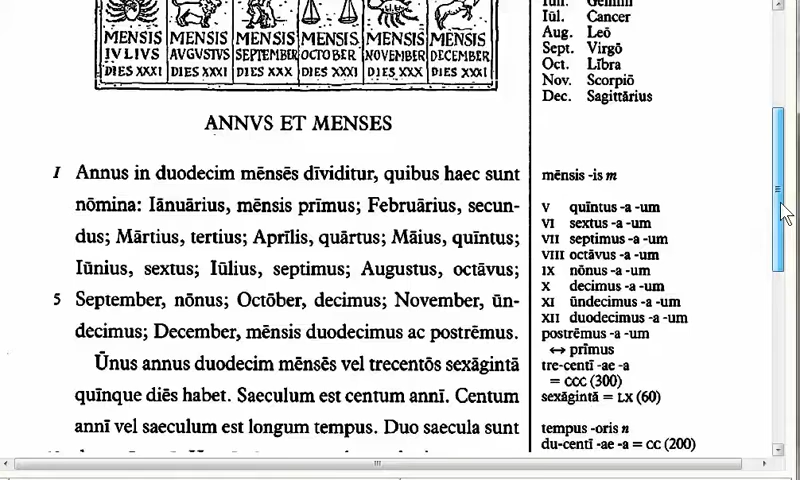 MENSIS MENSIS MENSIS MENSIS MENSIS MENSIS
IVLIVS AVGVSTVS SEPTEMBER OCTOBER NOVEMBER DECEMBER
DIES XXXI DIES XXXI DIES XXX DIES XXXI DIES XXX DIES XXXI
ANNVS ET MENSES
1 Annus in duodecim mēnsēs dīviditur, quibus haec sunt
nōmina: Iānuārius, mēnsis prīmus; Februārius, secun-
dus; Mārtius, tertius; Aprīlis, quārtus; Māius, quīntus;
Iūnius, sextus; Iūlius, septimus; Augustus, octāvus;
5 September, nōnus; Octōber, decimus; November, ūn-
decimus; December, mēnsis duodecimus ac postrēmus.
Ūnus annus duodecim mēnsēs vel trecentōs sexāgintā
quīnque diēs habet. Saeculum est centum annī. Centum
annī vel saeculum est longum tempus. Duo saecula sunt
Iūn. Geminī
Iūl. Cancer
Aug. Leō
Sept. Virgō
Oct. Lībra
Nov. Scorpiō
Dec. Sagittārius
mēnsis -is m
V quīntus -a -um
VI sextus -a -um
VII septimus -a -um
VIII octāvus -a -um
IX nōnus -a -um
X decimus -a -um
XI ūndecimus -a -um
XII duodecimus -a -um
postrēmus -a -um
↔ prīmus
tre-centī -ae -a
= CCC (300)
sexāgintā = LX (60)
tempus -oris n
du-centī -ae -a = CC (200)